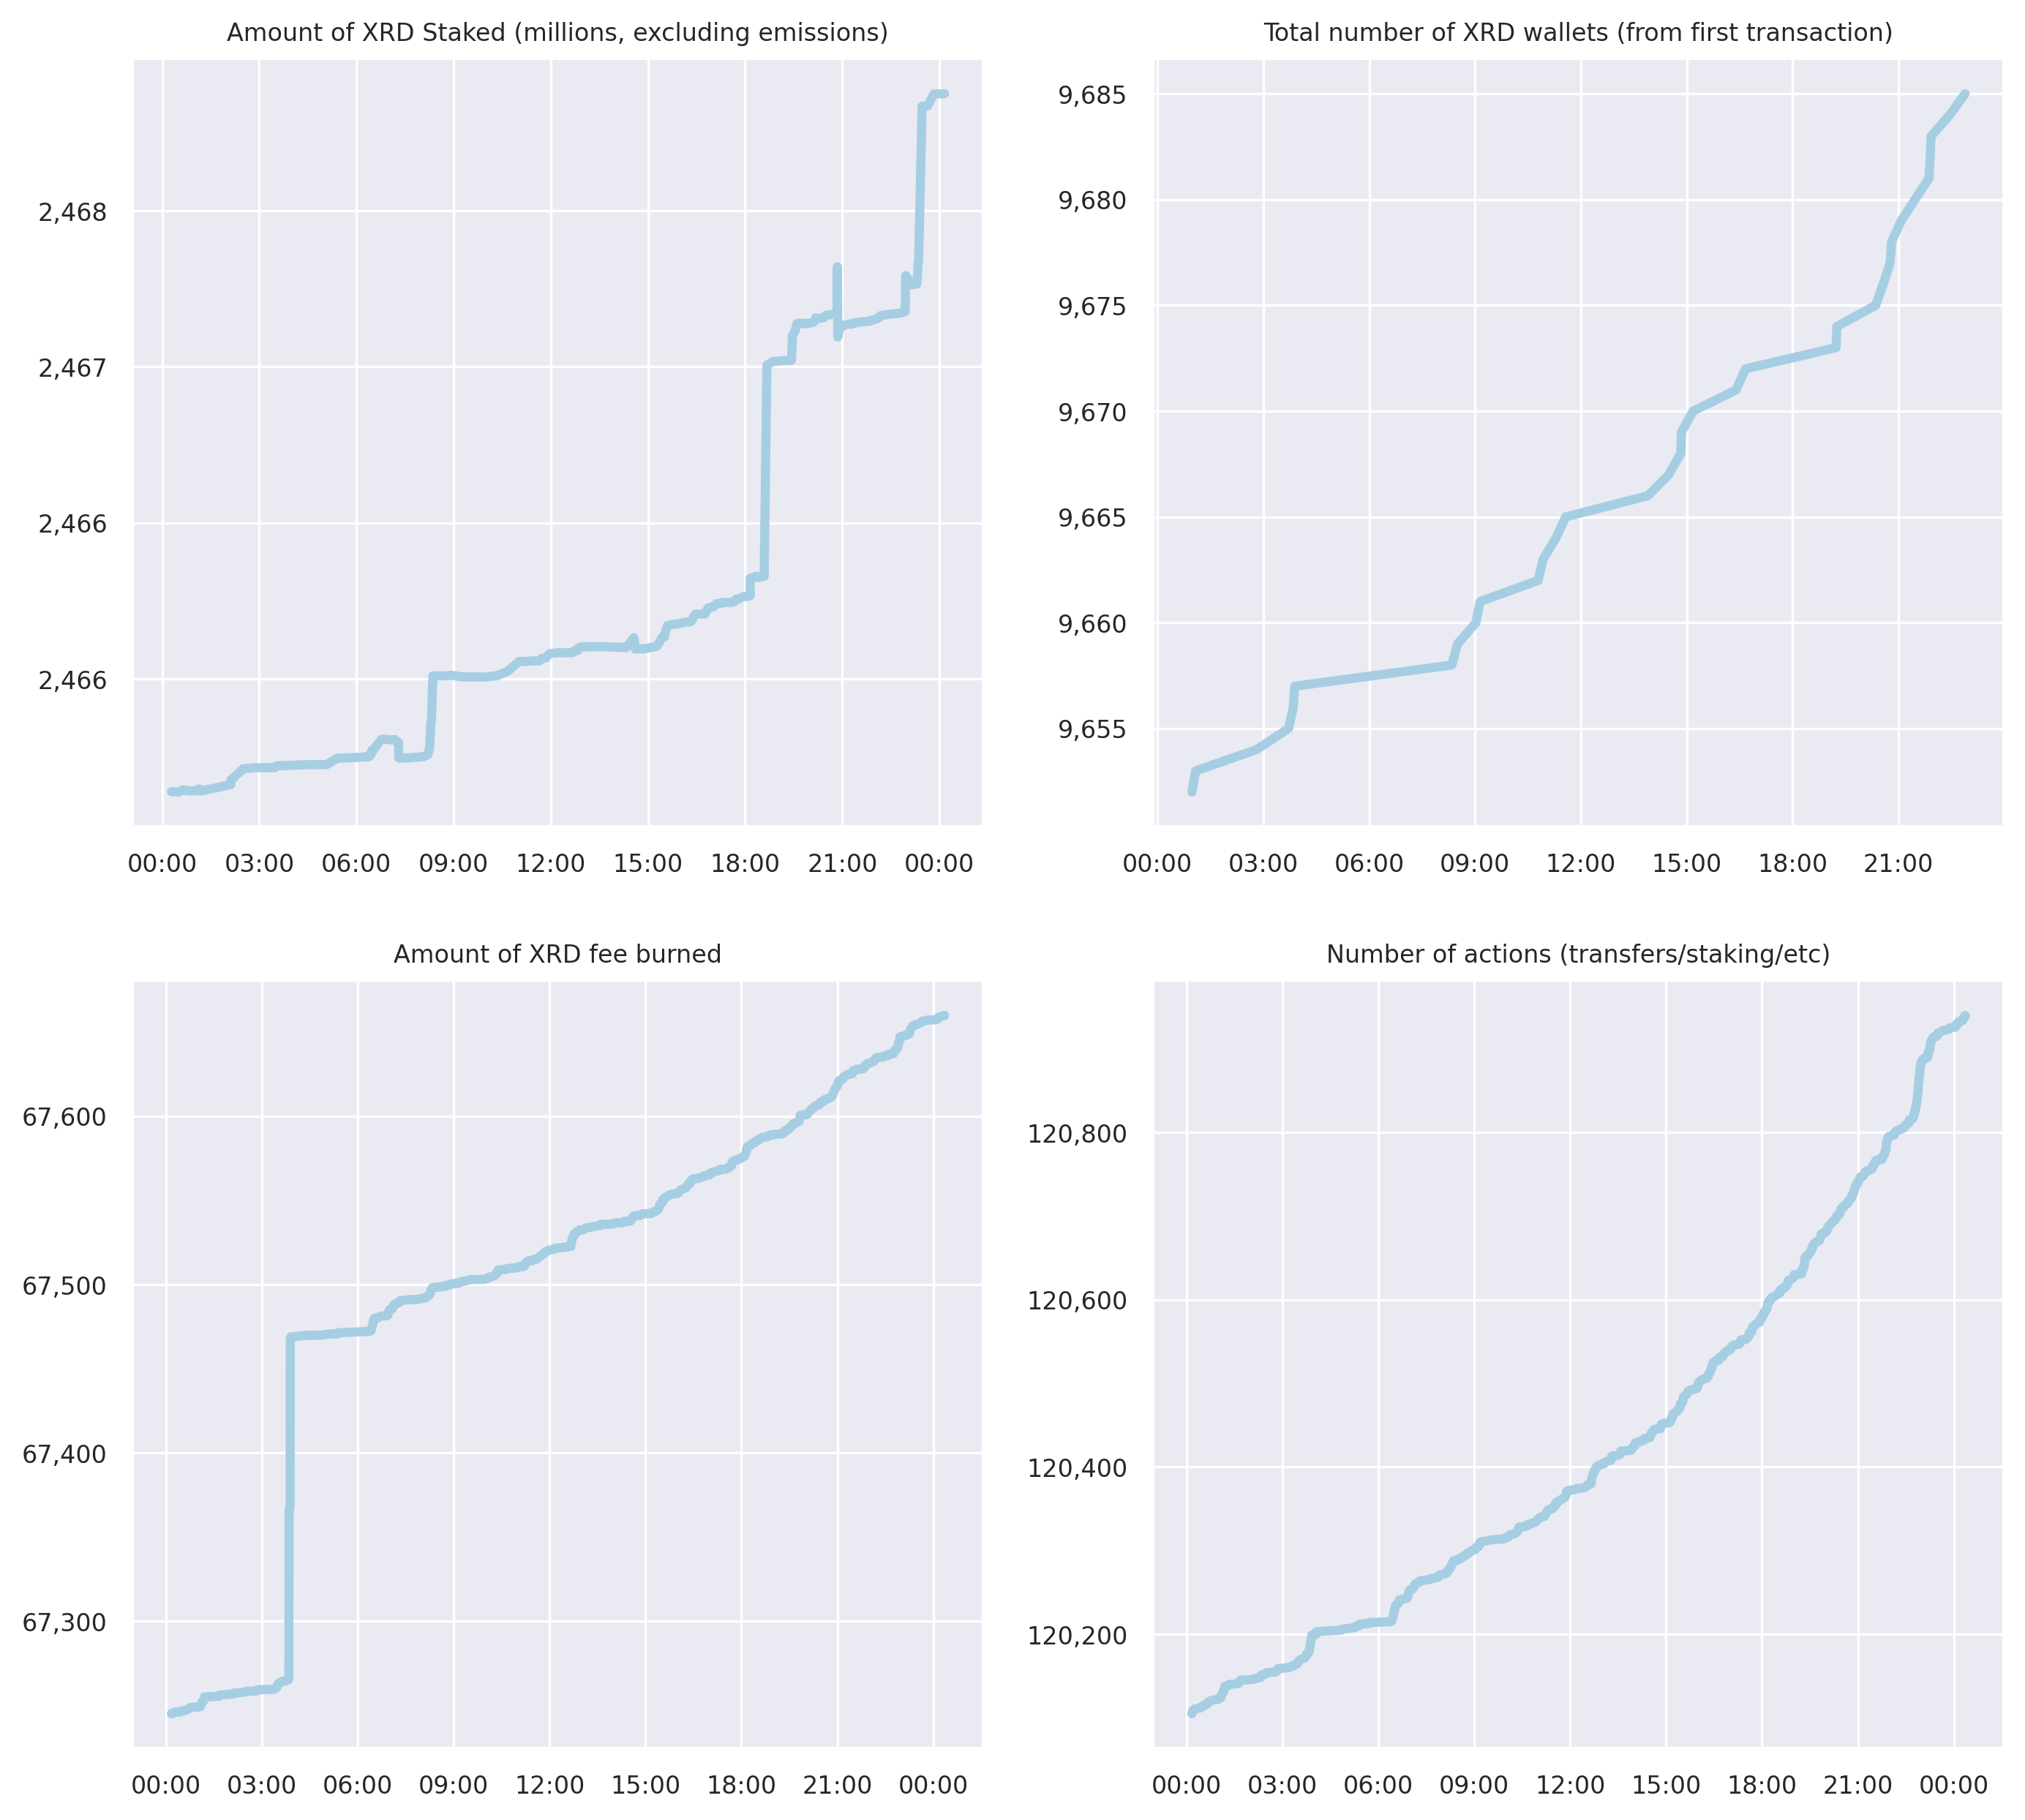 Amount of XRD Staked (millions, excluding emissions)
2,468
2,467
2,466
2,466
00:00 03:00 06:00 09:00 12:00 15:00 18:00 21:00 00:00
Total number of XRD wallets (from first transaction)
9,685
9,680
9,675
9,670
9,665
9,660
9,655
00:00 03:00 06:00 09:00 12:00 15:00 18:00 21:00
Amount of XRD fee burned
67,600
67,500
67,400
67,300
00:00 03:00 06:00 09:00 12:00 15:00 18:00 21:00 00:00
Number of actions (transfers/staking/etc)
120,800
120,600
120,400
120,200
00:00 03:00 06:00 09:00 12:00 15:00 18:00 21:00 00:00